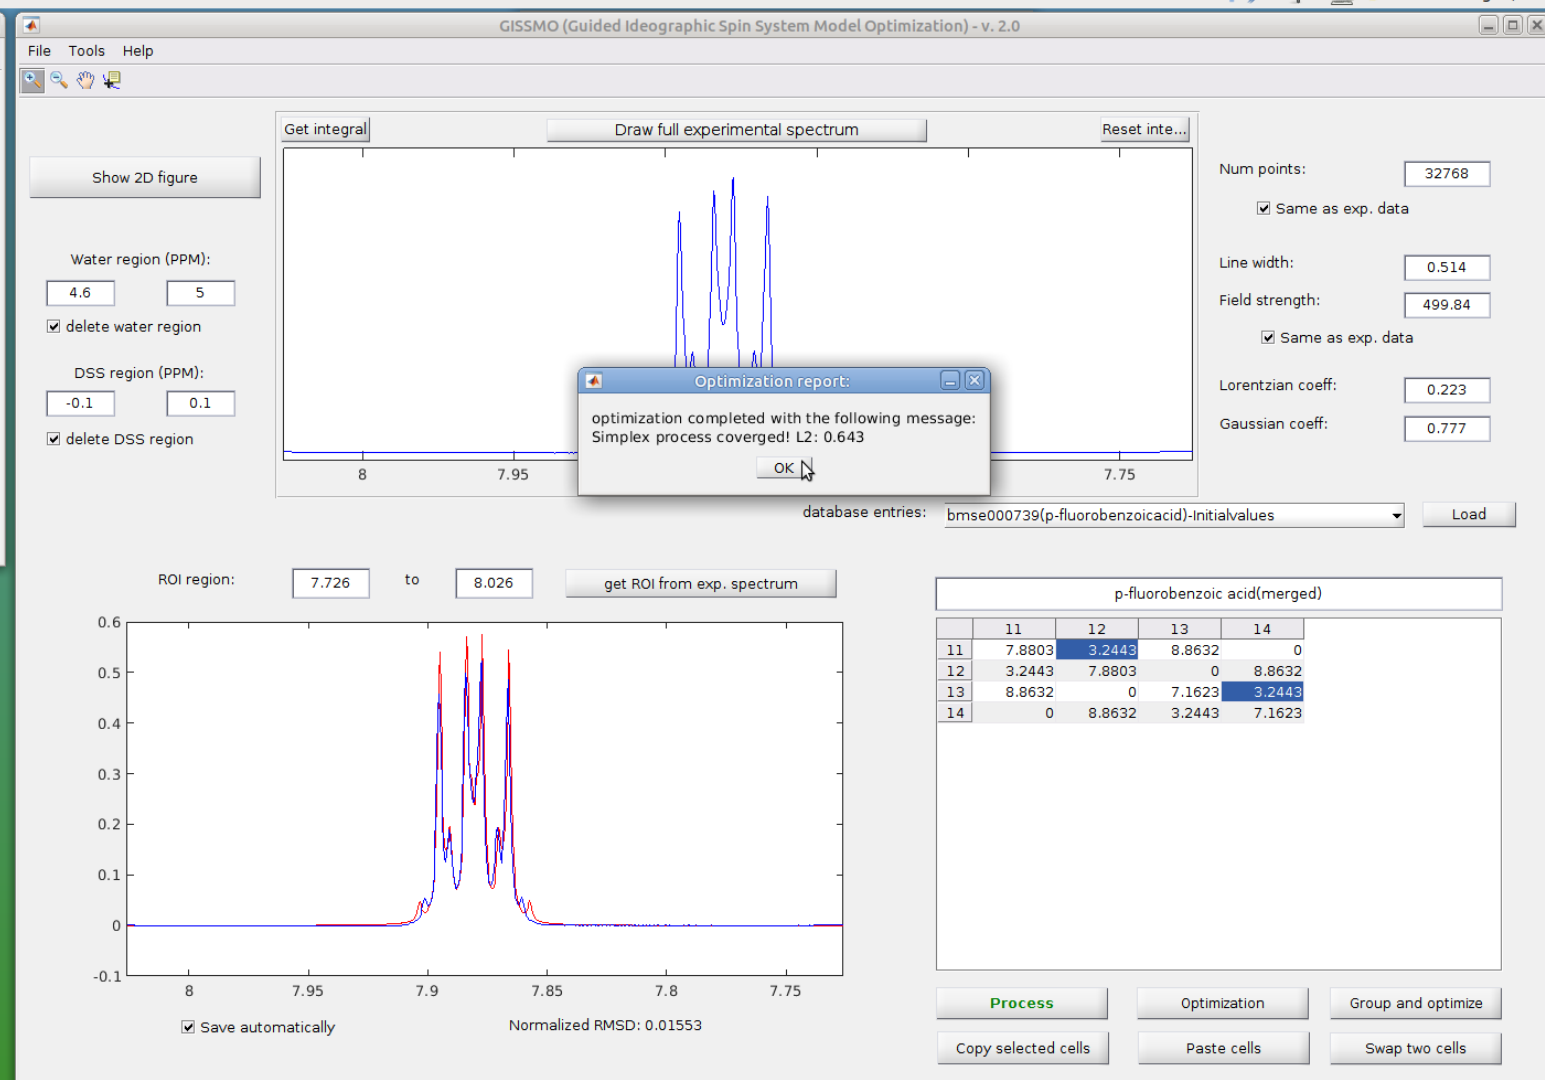 GISSMO (Guided Ideographic Spin System Model Optimization) - v. 2.0
File Tools Help
Get integral
Draw full experimental spectrum
Reset inte...
Show 2D figure
Num points:
32768
Same as exp. data
Water region (PPM):
4.6 5
delete water region
Line width:
0.514
Field strength:
499.84
Same as exp. data
DSS region (PPM):
-0.1 0.1
delete DSS region
Lorentzian coeff:
0.223
Gaussian coeff:
0.777
Optimization report:
optimization completed with the following message:
Simplex process coverged! L2: 0.643
OK
8 7.95 7.75
database entries:
bmse000739(p-fluorobenzoicacid)-Initialvalues
Load
ROI region: 7.726 to 8.026
get ROI from exp. spectrum
p-fluorobenzoic acid(merged)
11 12 13 14
11 7.8803 3.2443 8.8632 0
12 3.2443 7.8803 0 8.8632
13 8.8632 0 7.1623 3.2443
14 0 8.8632 3.2443 7.1623
0.6
0.5
0.4
0.3
0.2
0.1
0
-0.1
8 7.95 7.9 7.85 7.8 7.75
Save automatically
Normalized RMSD: 0.01553
Process Optimization Group and optimize
Copy selected cells Paste cells Swap two cells